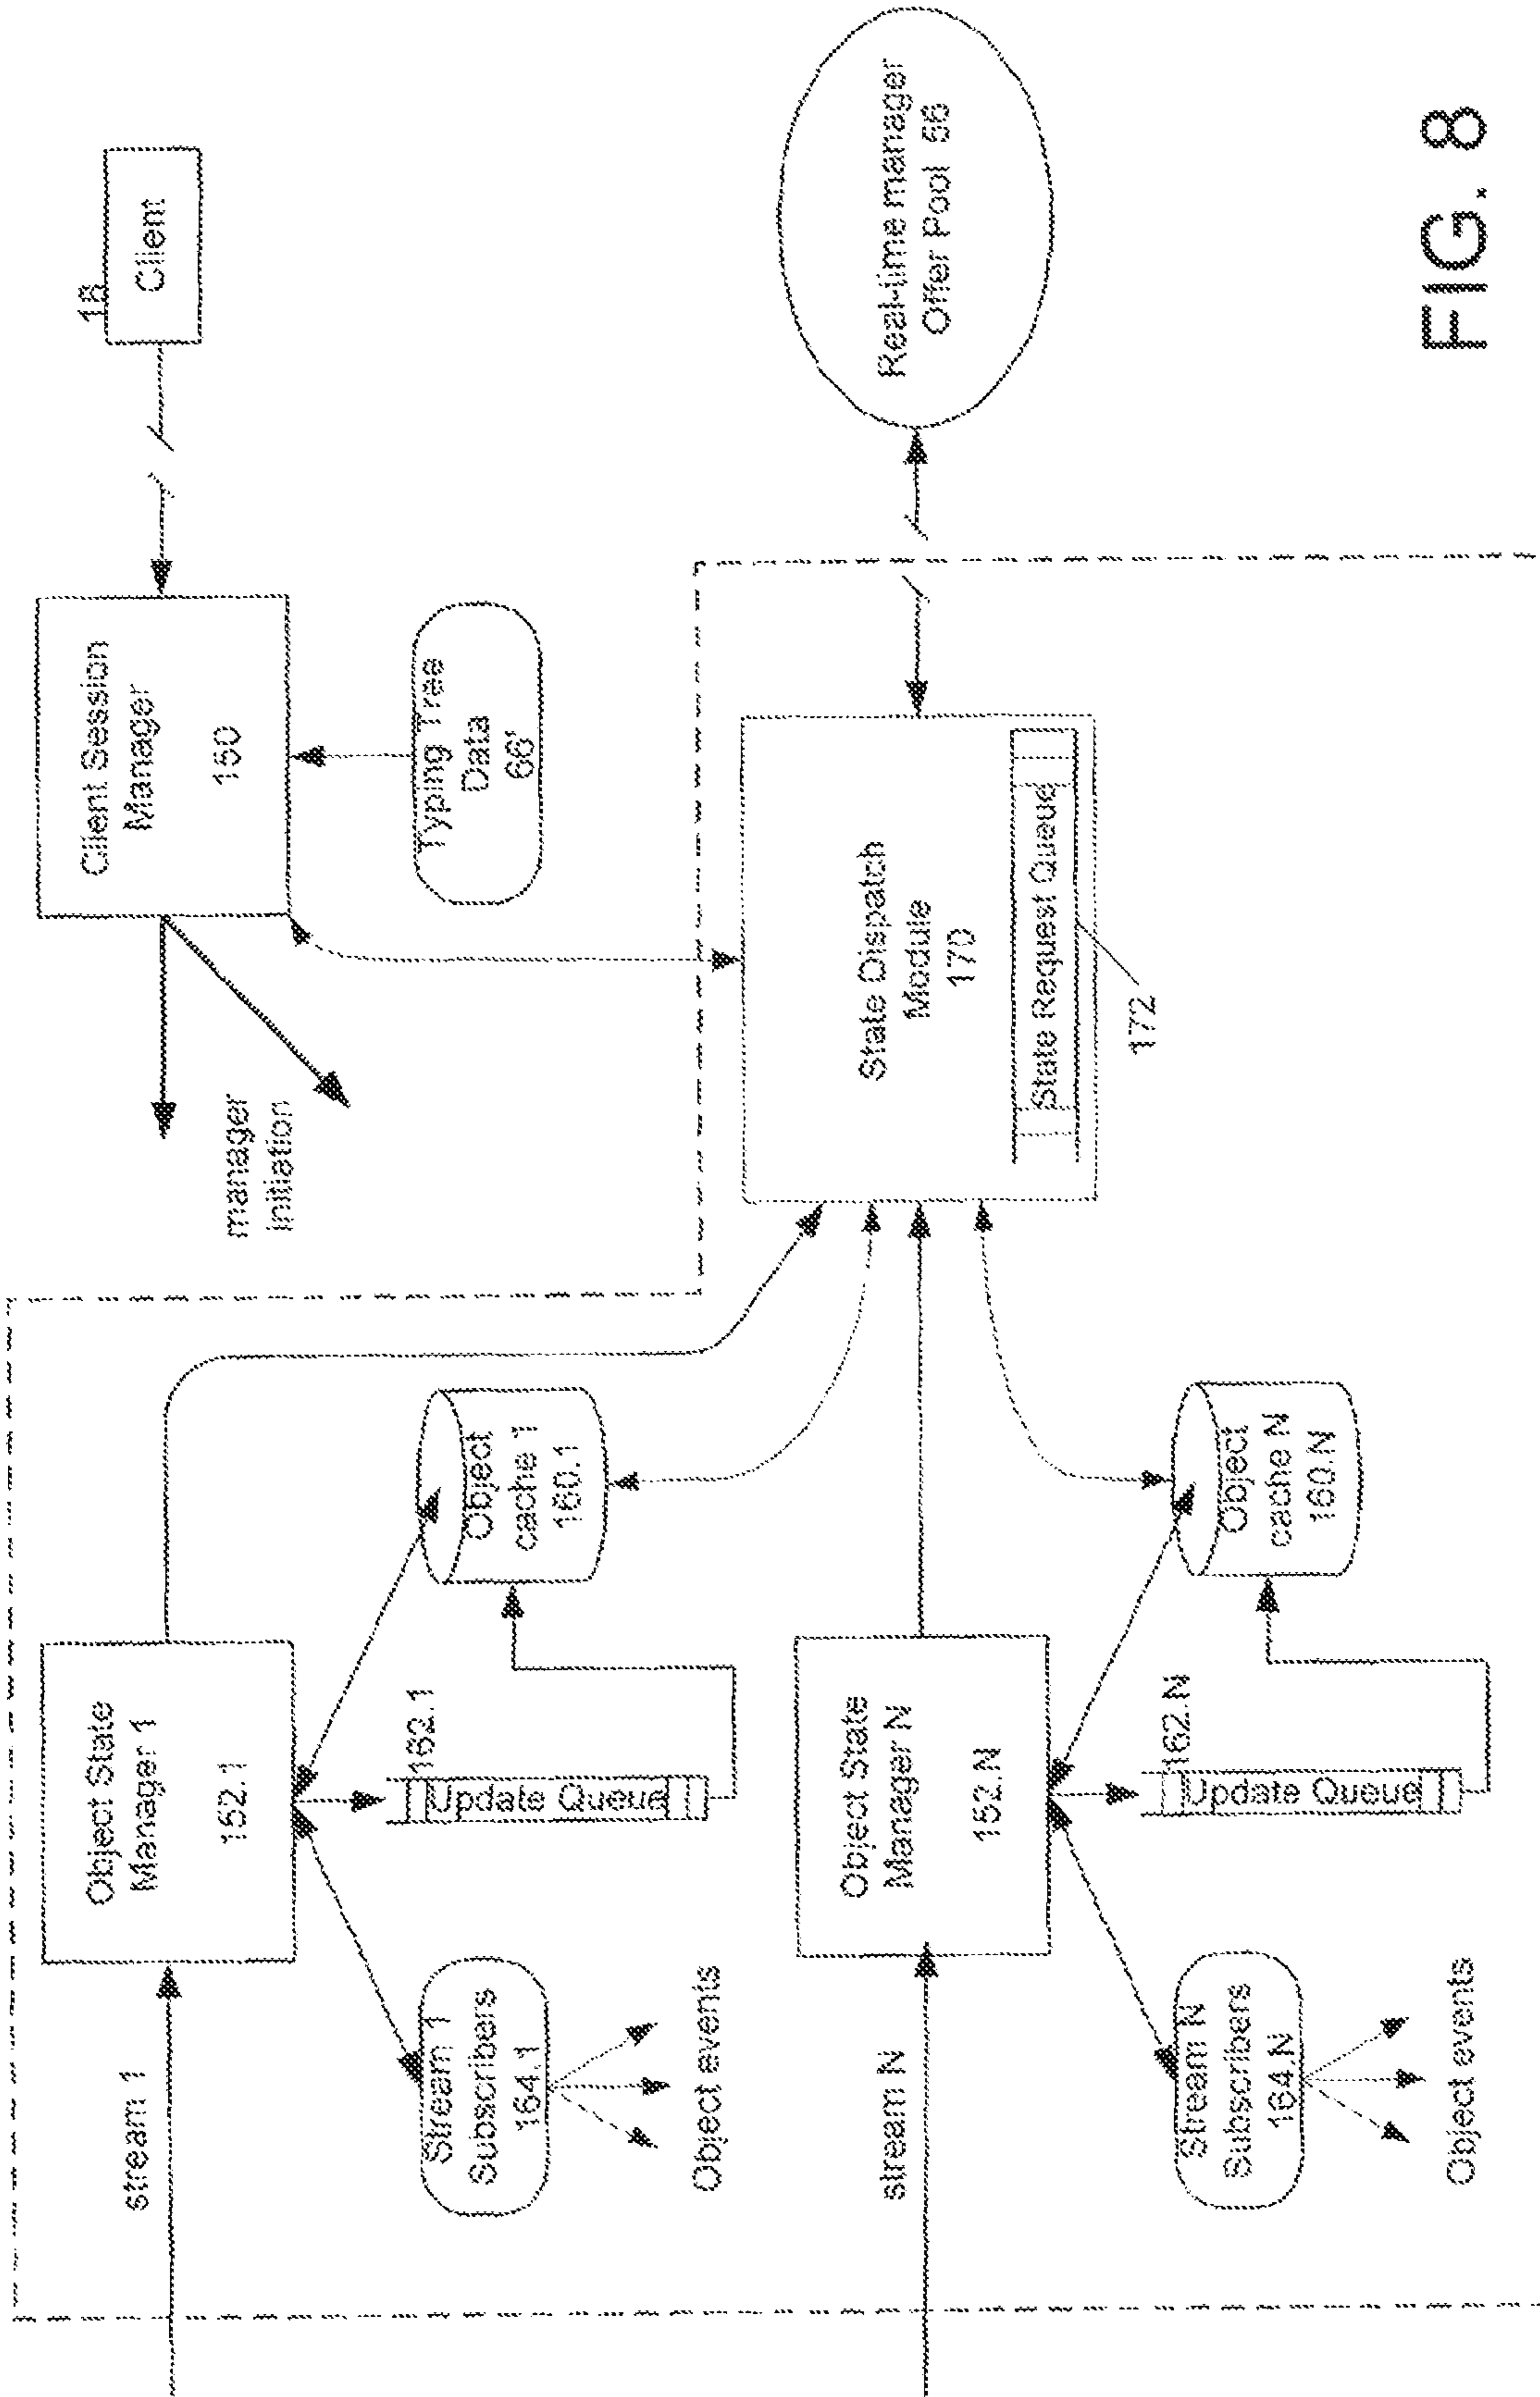 stream 1
Object State
Manager 1
152.1
Stream 1
Subscribers
164.1
Object events
162.1
Update Queue
Object
cache 1
160.1
manager
initiation
Client Session
Manager
150
Typing Tree
Data
66'
18
Client
stream N
Object State
Manager N
152.N
Stream N
Subscribers
164.N
Object events
162.N
Update Queue
Object
cache N
160.N
State Dispatch
Module
170
State Request Queue
172
Real-time manager
Offer Pool 56
FIG. 8